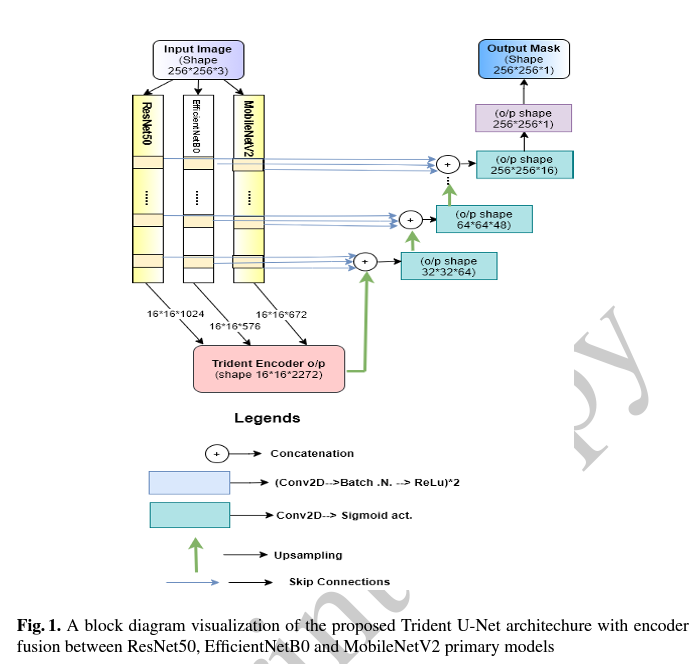 Input Image
(Shape
256*256*3)
Output Mask
(Shape
256*256*1)
ResNet50
EfficientNetB0
MobileNetV2
(o/p shape
256*256*1)
+
(o/p shape
256*256*16)
.....
.....
.....
+
(o/p shape
64*64*48)
+
(o/p shape
32*32*64)
16*16*1024
16*16*576
16*16*672
Trident Encoder o/p
(shape 16*16*2272)
Legends
+
Concatenation
(Conv2D-->Batch .N. --> ReLu)*2
Conv2D--> Sigmoid act.
Upsampling
Skip Connections
Fig. 1. A block diagram visualization of the proposed Trident U-Net architechure with encoder
fusion between ResNet50, EfficientNetB0 and MobileNetV2 primary models